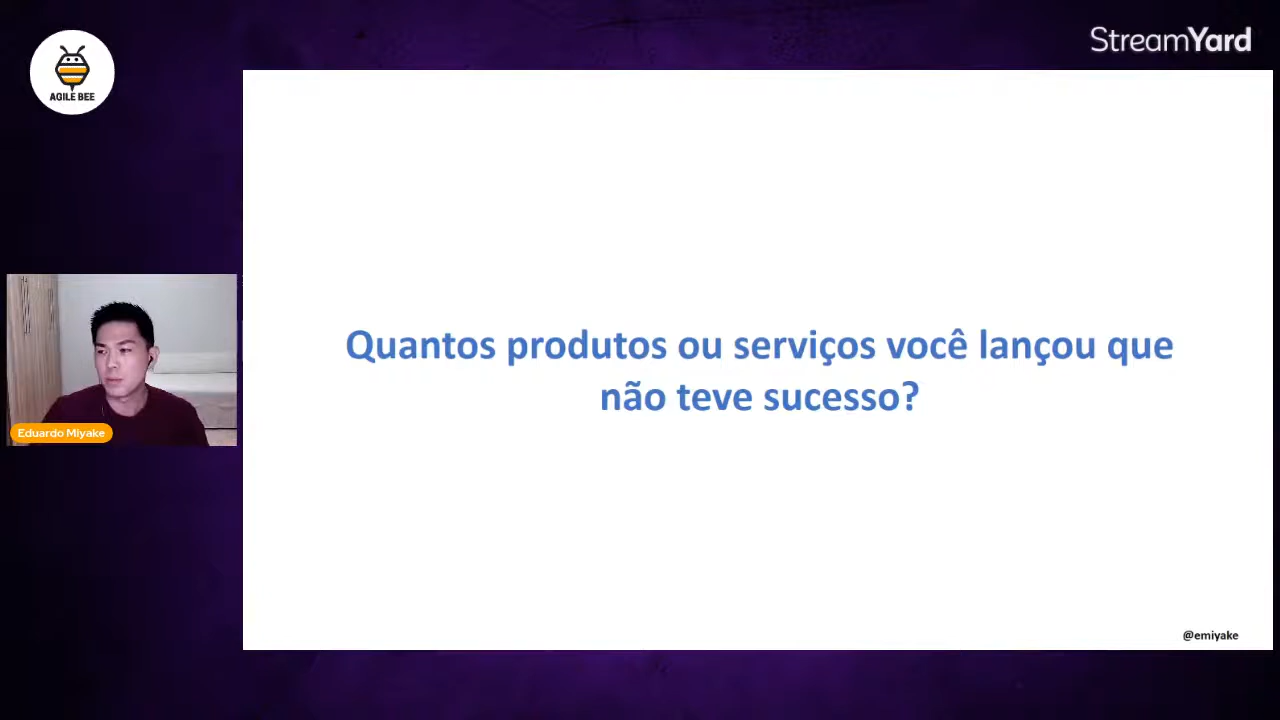 StreamYard
AGILE BEE
Quantos produtos ou serviços você lançou que
não teve sucesso?
Eduardo Miyake
@emiyake